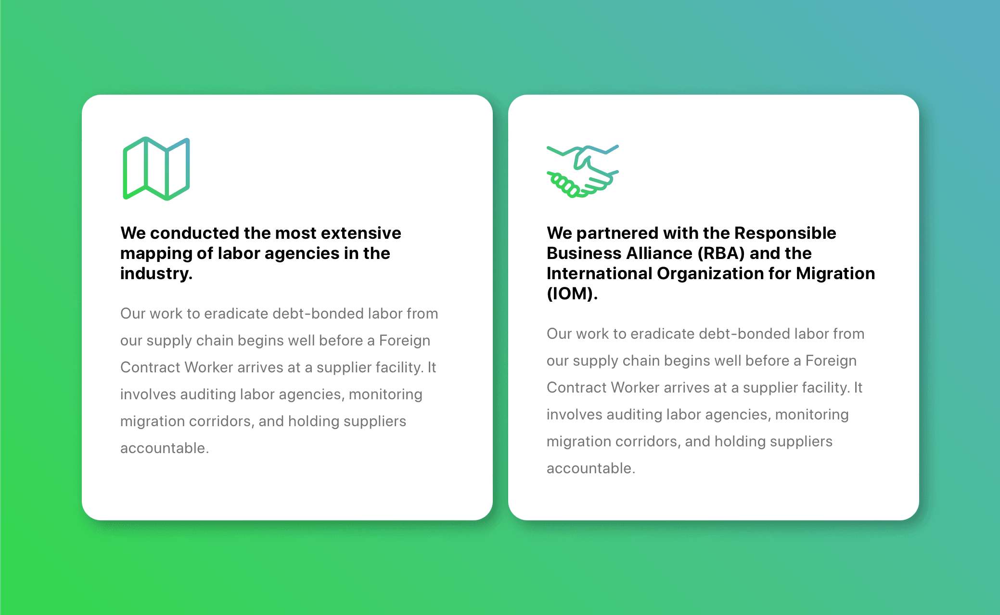 We conducted the most extensive
mapping of labor agencies in the
industry.
Our work to eradicate debt-bonded labor from
our supply chain begins well before a Foreign
Contract Worker arrives at a supplier facility. It
involves auditing labor agencies, monitoring
migration corridors, and holding suppliers
accountable.
We partnered with the Responsible
Business Alliance (RBA) and the
International Organization for Migration
(IOM).
Our work to eradicate debt-bonded labor from
our supply chain begins well before a Foreign
Contract Worker arrives at a supplier facility. It
involves auditing labor agencies, monitoring
migration corridors, and holding suppliers
accountable.